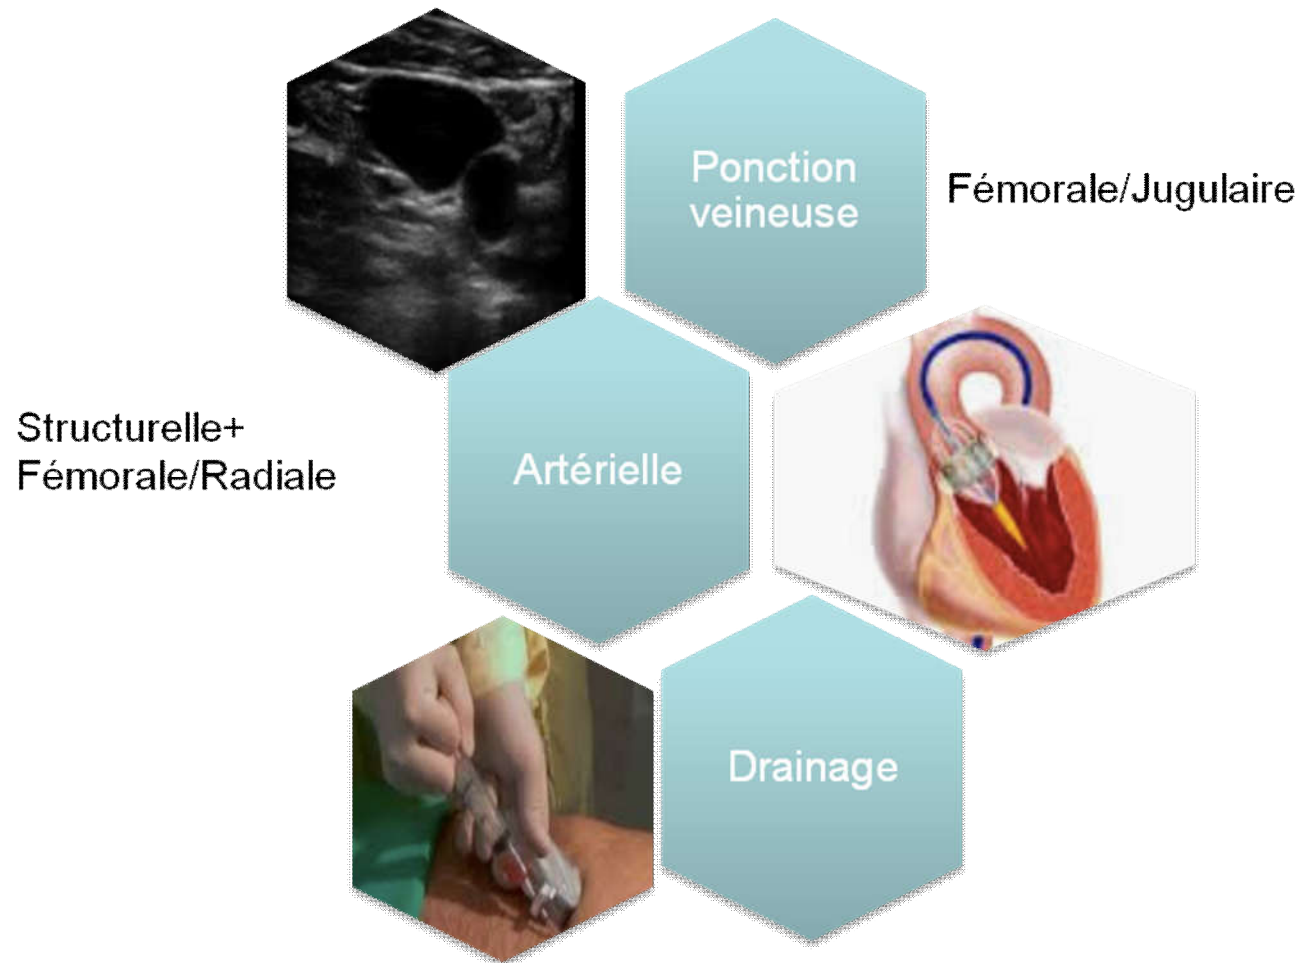 Ponction
veineuse
Fémorale/Jugulaire
Structurelle+
Fémorale/Radiale
Artérielle
Drainage